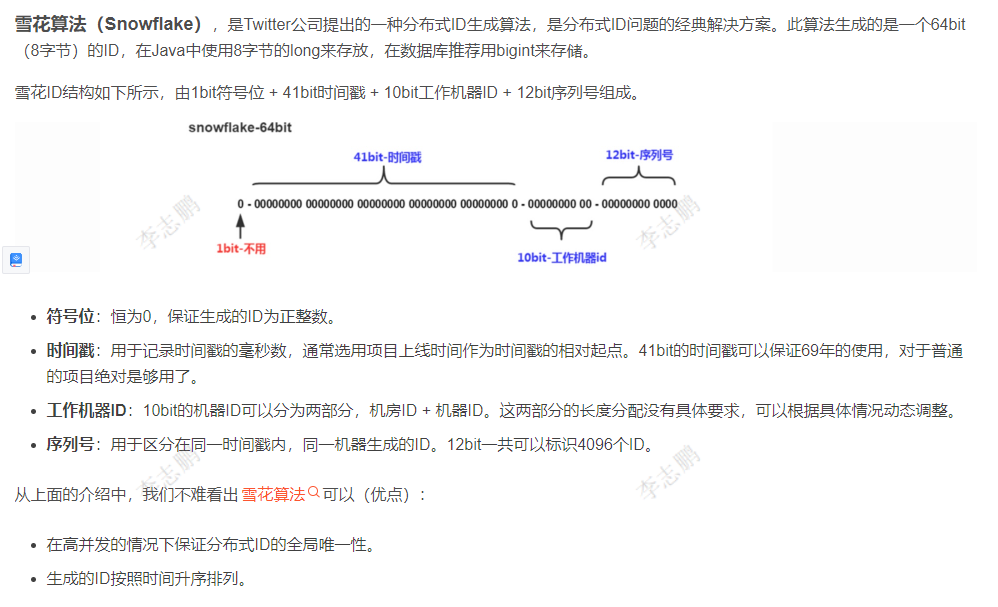 雪花算法（Snowflake），是Twitter公司提出的一种分布式ID生成算法，是分布式ID问题的经典解决方案。此算法生成的是一个64bit
（8字节）的ID，在Java中使用8字节的long来存放，在数据库推荐用bigint来存储。
雪花ID结构如下所示，由1bit符号位 + 41bit时间戳 + 10bit工作机器ID + 12bit序列号组成。
snowflake-64bit
41bit-时间戳
12bit-序列号
0 - 00000000 00000000 00000000 00000000 00000000 0 - 00000000 00 - 00000000 0000
李志鹏
李志鹏
1bit-不用
10bit-工作机器id
符号位：恒为0，保证生成的ID为正整数。
时间戳：用于记录时间戳的毫秒数，通常选用项目上线时间作为时间戳的相对起点。41bit的时间戳可以保证69年的使用，对于普通
的项目绝对是够用了。
工作机器ID：10bit的机器ID可以分为两部分，机房ID + 机器ID。这两部分的长度分配没有具体要求，可以根据具体情况动态调整。
序列号：用于区分在同一时间戳内，同一机器生成的ID。12bit一共可以标识4096个ID。
李志鹏
李志鹏
从上面的介绍中，我们不难看出雪花算法可以（优点）：
在高并发的情况下保证分布式ID的全局唯一性。
生成的ID按照时间升序排列。